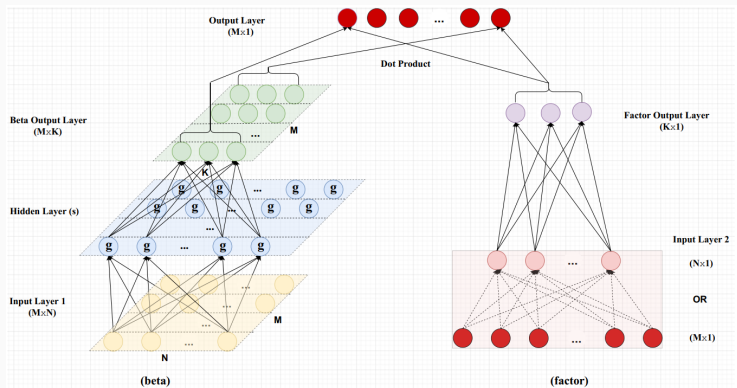 Output Layer
(M×1)
...
Dot Product
Beta Output Layer
(M×K)
...
M
K
Factor Output Layer
(K×1)
Hidden Layer (s)
g g ... g g
g g ... g g
...
g g ... g g
Input Layer 1
(M×N)
...
...
...
...
M
N
Input Layer 2
(N×1)
...
OR
(M×1)
...
(beta)
(factor)